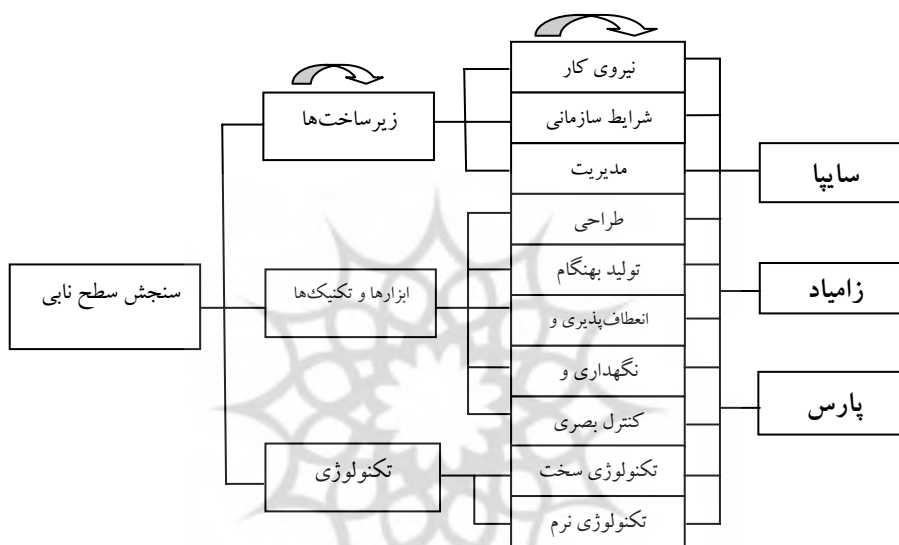 سنجش سطح نابی
زیرساخت‌ها
ابزارها و تکنیک‌ها
تکنولوژی
نیروی کار
شرایط سازمانی
مدیریت
طراحی
تولید بهنگام
انعطاف‌پذیری و
نگهداری و
کنترل بصری
تکنولوژی سخت
تکنولوژی نرم
سایپا
زامیاد
پارس